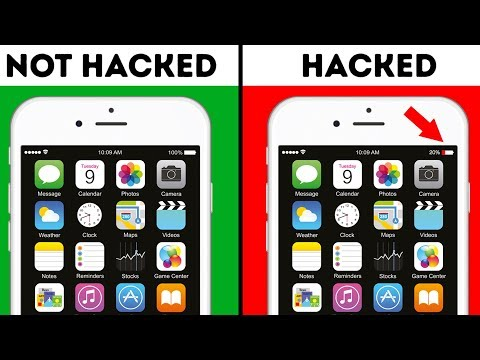 NOT HACKED
HACKED
10:09 AM 100%
Message Calendar Photos Camera
Tuesday
9
Weather Clock Maps Videos
Notes Reminders Stocks Game Center
10:09 AM 20%
Message Calendar Photos Camera
Tuesday
9
Weather Clock Maps Videos
Notes Reminders Stocks Game Center